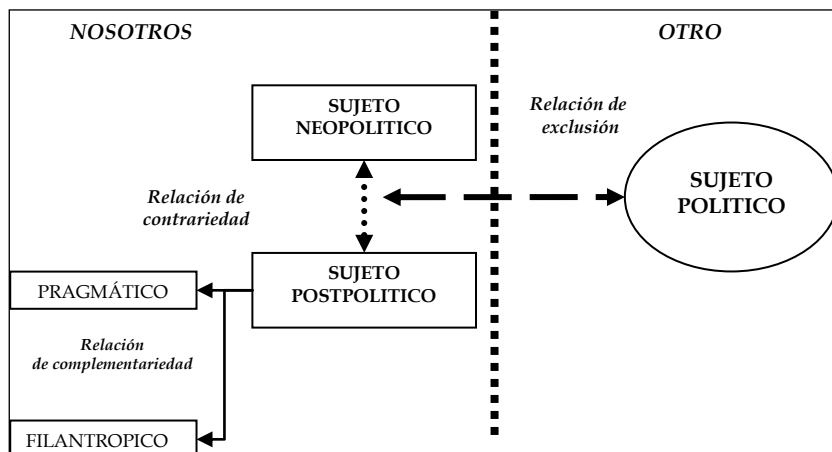 NOSOTROS
OTRO
SUJETO
NEOPOLITICO
Relación de
exclusión
SUJETO
POLITICO
Relación de
contrariedad
SUJETO
POSTPOLITICO
PRAGMÁTICO
Relación
de complementariedad
FILANTROPICO